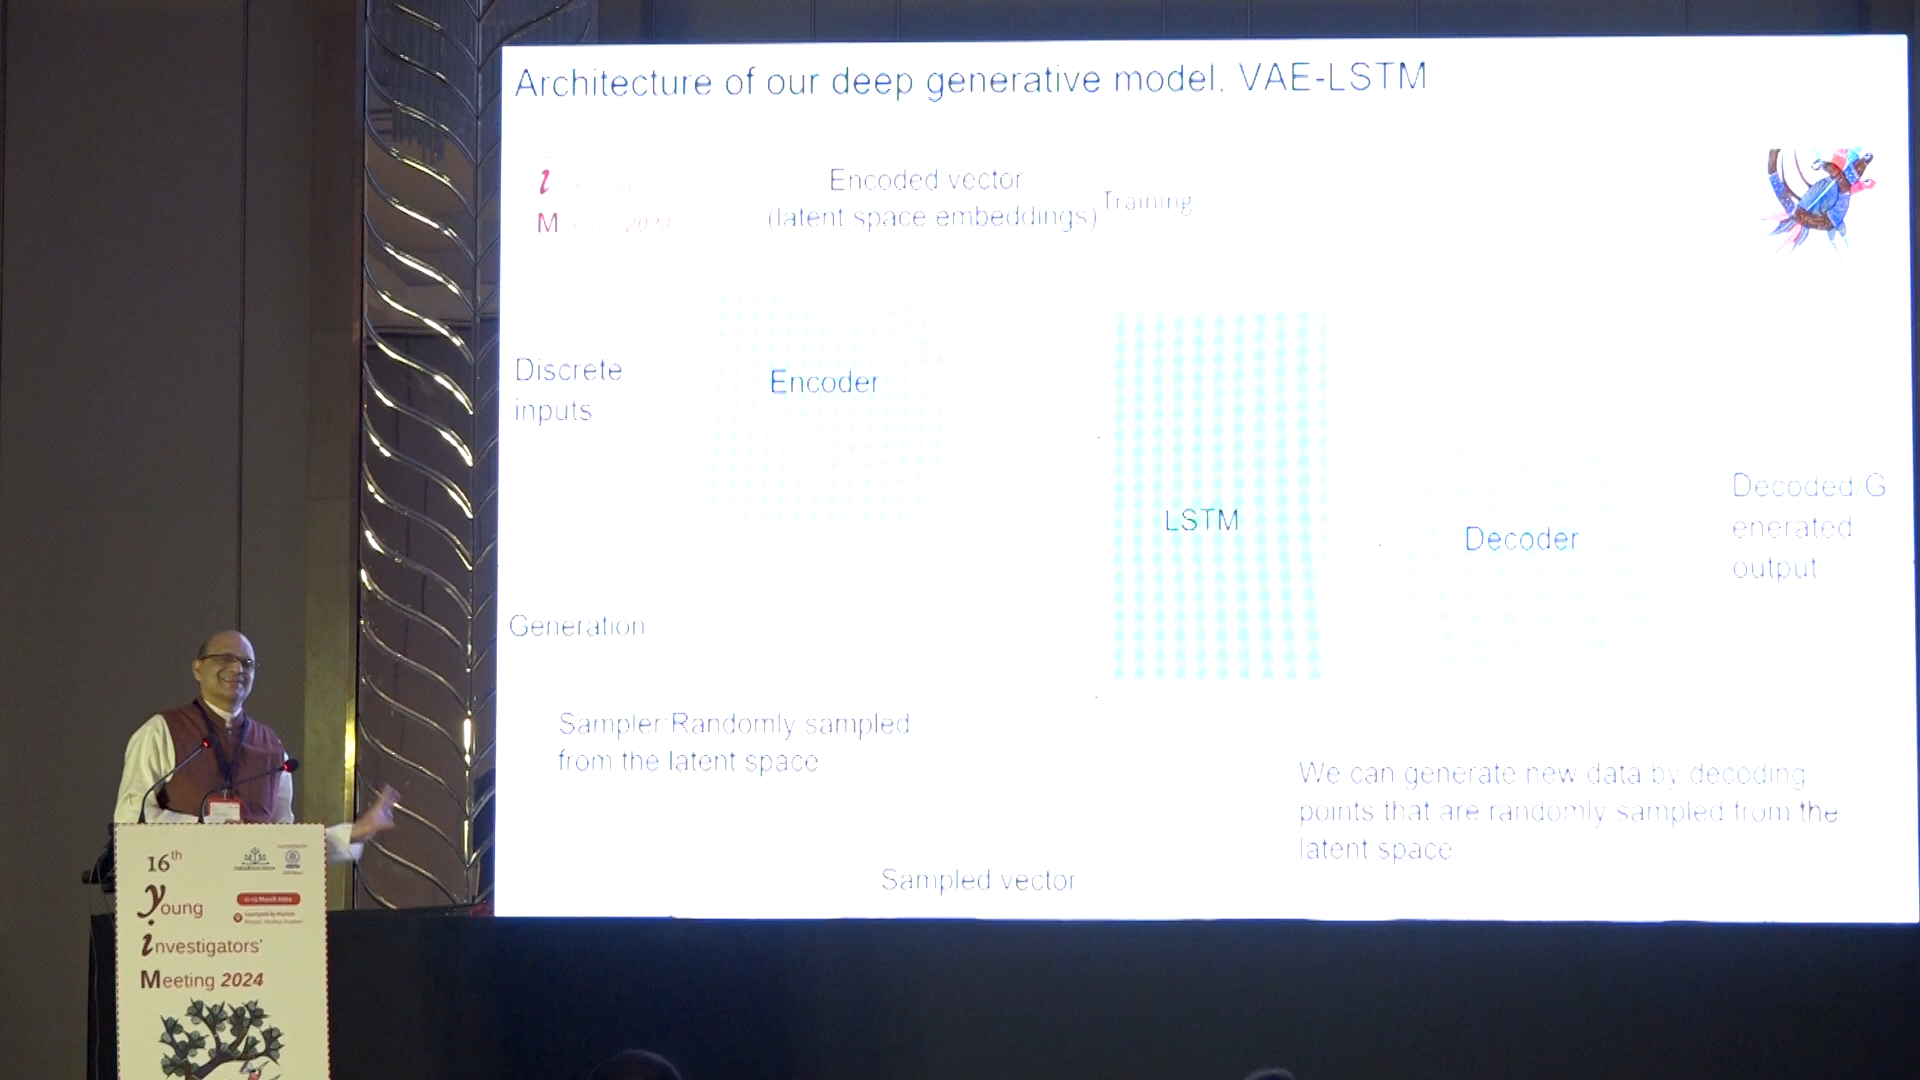 Architecture of our deep generative model, VAE-LSTM
i
M 2024
Encoded vector
(latent space embeddings)
Training
Discrete
inputs
Encoder
LSTM
Decoder
Decoded/G
enerated
output
Generation
Sampler:Randomly sampled
from the latent space
Sampled vector
We can generate new data by decoding
points that are randomly sampled from the
latent space.
16th
Young
investigators'
Meeting 2024